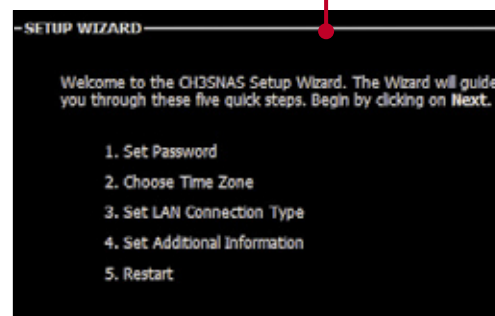 SETUP WIZARD
Welcome to the CH3SNAS Setup Wizard. The Wizard will guide
you through these five quick steps. Begin by clicking on Next.
1. Set Password
2. Choose Time Zone
3. Set LAN Connection Type
4. Set Additional Information
5. Restart